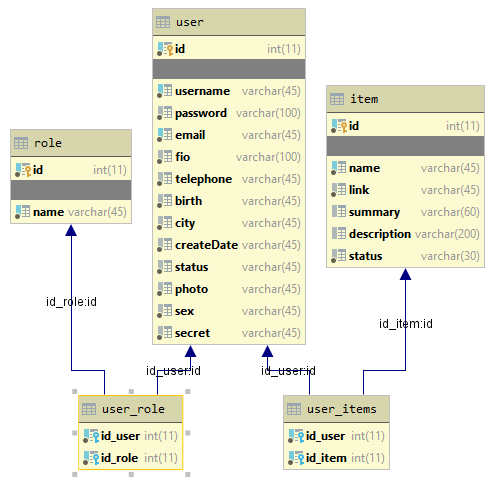 user
id int(11)
username varchar(45)
password varchar(100)
email varchar(45)
fio varchar(100)
telephone varchar(45)
birth varchar(45)
city varchar(45)
createDate varchar(45)
status varchar(45)
photo varchar(45)
sex varchar(45)
secret varchar(45)
item
id int(11)
name varchar(45)
link varchar(45)
summary varchar(60)
description varchar(200)
status varchar(30)
role
id int(11)
name varchar(45)
id_role:id
id_item:id
id_user:id
id_user:id
user_role
id_user int(11)
id_role int(11)
user_items
id_user int(11)
id_item int(11)